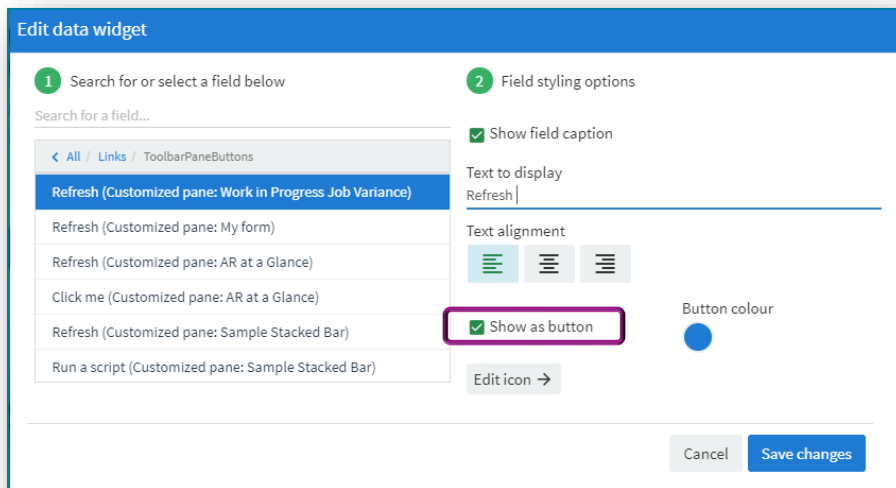 Edit data widget
1 Search for or select a field below
Search for a field...
All / Links / ToolbarPaneButtons
Refresh (Customized pane: Work in Progress Job Variance)
Refresh (Customized pane: My form)
Refresh (Customized pane: AR at a Glance)
Click me (Customized pane: AR at a Glance)
Refresh (Customized pane: Sample Stacked Bar)
Run a script (Customized pane: Sample Stacked Bar)
2 Field styling options
Show field caption
Text to display
Refresh
Text alignment
Show as button
Button colour
Edit icon
Cancel
Save changes